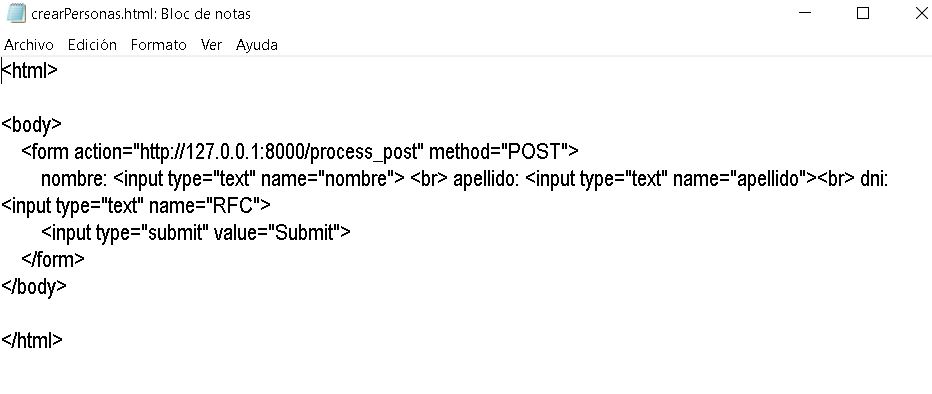 crearPersonas.html: Bloc de notas
Archivo Edición Formato Ver Ayuda
<html>
<body>
<form action="http://127.0.0.1:8000/process_post" method="POST">
nombre: <input type="text" name="nombre"> <br> apellido: <input type="text" name="apellido"><br> dni:
<input type="text" name="RFC">
<input type="submit" value="Submit">
</form>
</body>
</html>